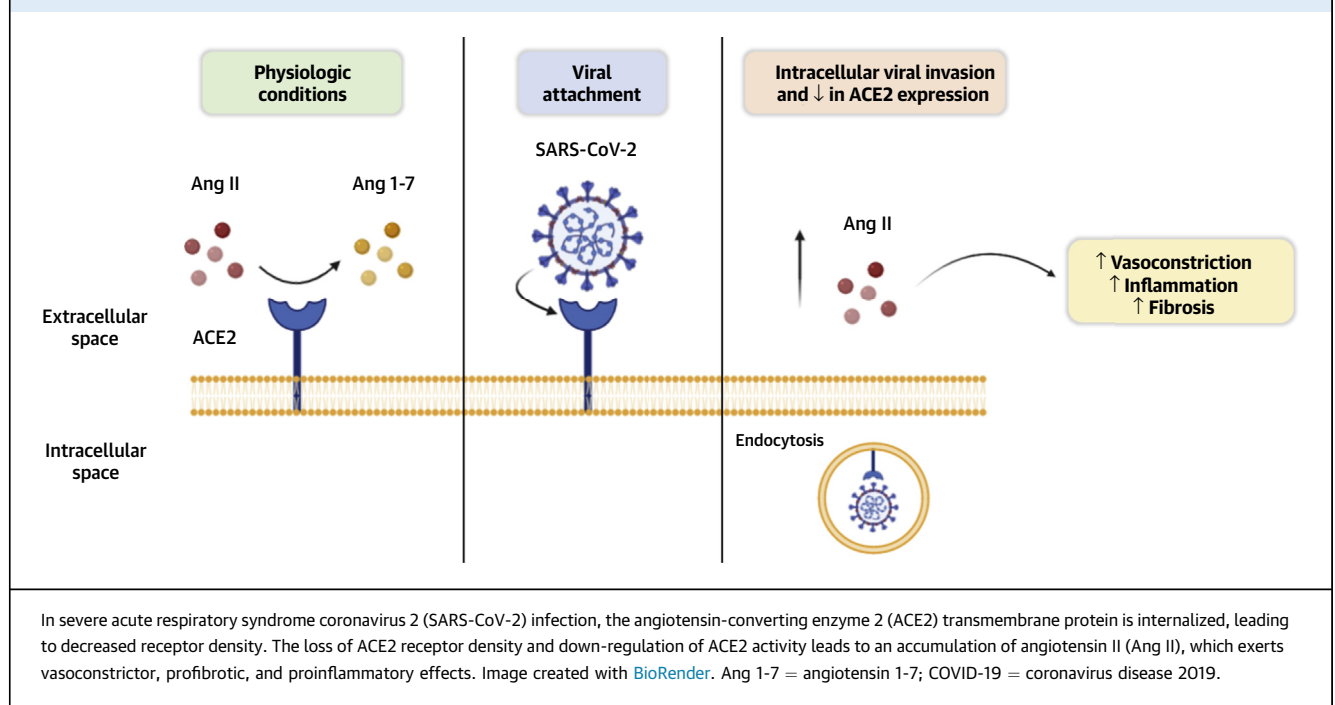 Physiologic
conditions
Viral
attachment
Intracellular viral invasion
and ↓ in ACE2 expression
Ang II
Ang 1-7
SARS-CoV-2
Ang II
↑ Vasoconstriction
↑ Inflammation
↑ Fibrosis
Extracellular
space
ACE2
Intracellular
space
Endocytosis
In severe acute respiratory syndrome coronavirus 2 (SARS-CoV-2) infection, the angiotensin-converting enzyme 2 (ACE2) transmembrane protein is internalized, leading
to decreased receptor density. The loss of ACE2 receptor density and down-regulation of ACE2 activity leads to an accumulation of angiotensin II (Ang II), which exerts
vasoconstrictor, profibrotic, and proinflammatory effects. Image created with BioRender. Ang 1-7 = angiotensin 1-7; COVID-19 = coronavirus disease 2019.